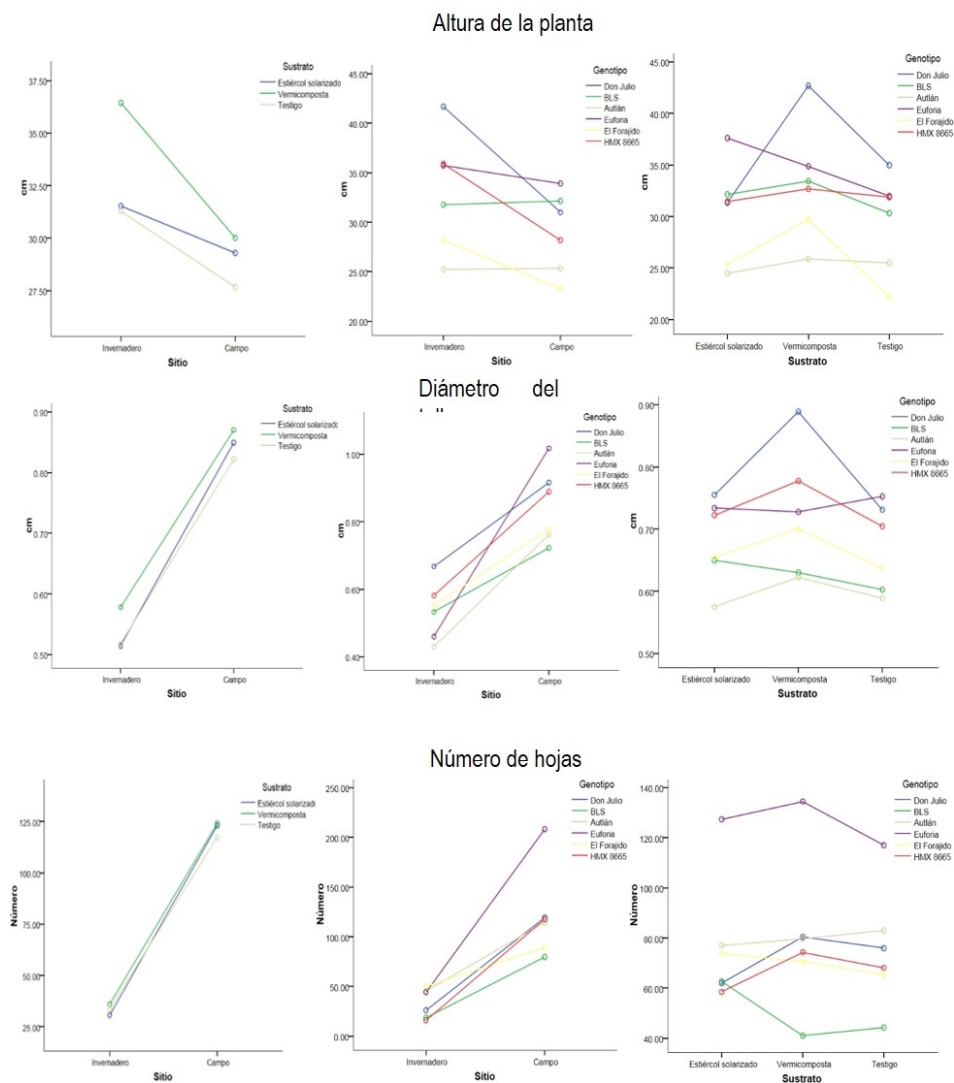 Altura de la planta
Sustrato
Estiércol solarizado
Vermicomposta
Testigo
37.50
35.00
32.50
30.00
27.50
cm
Invernadero
Campo
Sitio
Genotipo
Don Julio
BLS
Autlán
Euforia
El Forajido
HMX 8665
45.00
40.00
35.00
30.00
25.00
20.00
cm
Invernadero
Campo
Sitio
Genotipo
Don Julio
BLS
Autlán
Euforia
El Forajido
HMX 8665
45.00
40.00
35.00
30.00
25.00
20.00
cm
Estiércol solarizado
Vermicomposta
Testigo
Sustrato
Diámetro del
Sustrato
Estiércol solarizado
Vermicomposta
Testigo
0.90
0.80
0.70
0.60
0.50
cm
Invernadero
Campo
Sitio
Genotipo
Don Julio
BLS
Autlán
Euforia
El Forajido
HMX 8665
1.00
0.80
0.60
0.40
cm
Invernadero
Campo
Sitio
Genotipo
Don Julio
BLS
Autlán
Euforia
El Forajido
HMX 8665
0.90
0.80
0.70
0.60
0.50
cm
Estiércol solarizado
Vermicomposta
Testigo
Sustrato
Número de hojas
Sustrato
Estiércol solarizad
Vermicomposta
Testigo
125.00
100.00
75.00
50.00
25.00
Número
Invernadero
Campo
Sitio
Genotipo
Don Julio
BLS
Autlán
Euforia
El Forajido
HMX 8665
250.00
200.00
150.00
100.00
50.00
0.00
Número
Invernadero
Campo
Sitio
Genotipo
Don Julio
BLS
Autlán
Euforia
El Forajido
HMX 8665
140.00
120.00
100.00
80.00
60.00
40.00
Número
Estiércol solarizado
Vermicomposta
Testigo
Sustrato